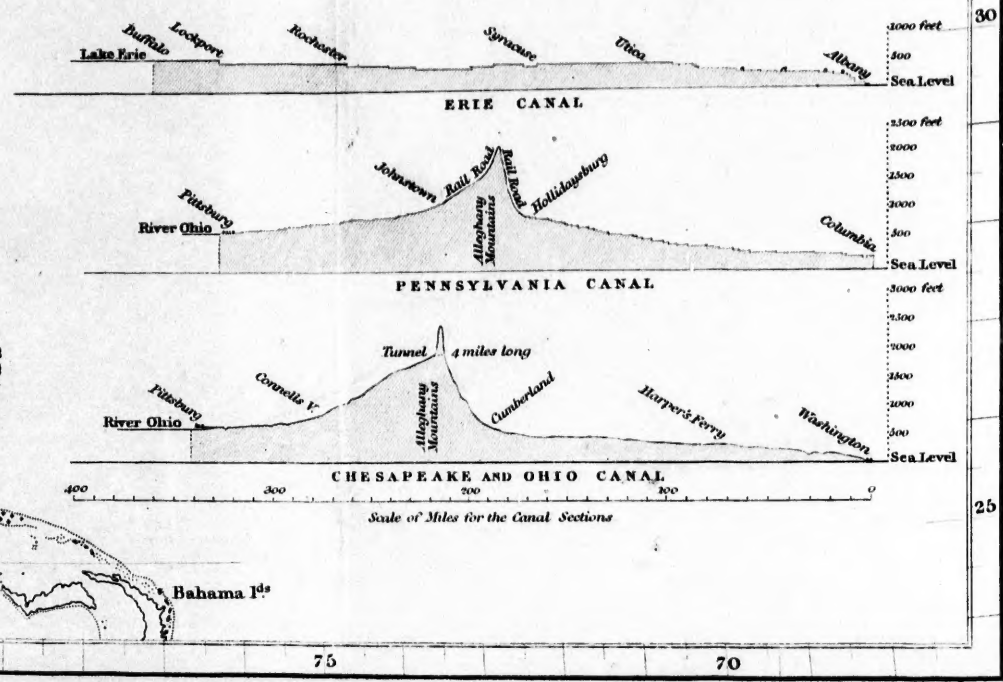 30
1000 feet
500
Sea Level
Buffalo
Lockport
Rochester
Syracuse
Utica
Albany
Lake Erie
ERIE CANAL
2500 feet
2000
1500
1000
500
Sea Level
Pittsburg
Johnstown
Rail Road
Rail Road
Hollidaysburg
Columbia
River Ohio
Alleghany
Mountains
PENNSYLVANIA CANAL
3000 feet
2500
2000
1500
1000
500
Sea Level
Tunnel 4 miles long
Pittsburg
Connells V.
Cumberland
Harper's Ferry
Washington
River Ohio
Alleghany
Mountains
CHESAPEAKE AND OHIO CANAL
400 300 200 100 0
Scale of Miles for the Canal Sections
25
Bahama Ids
75 70